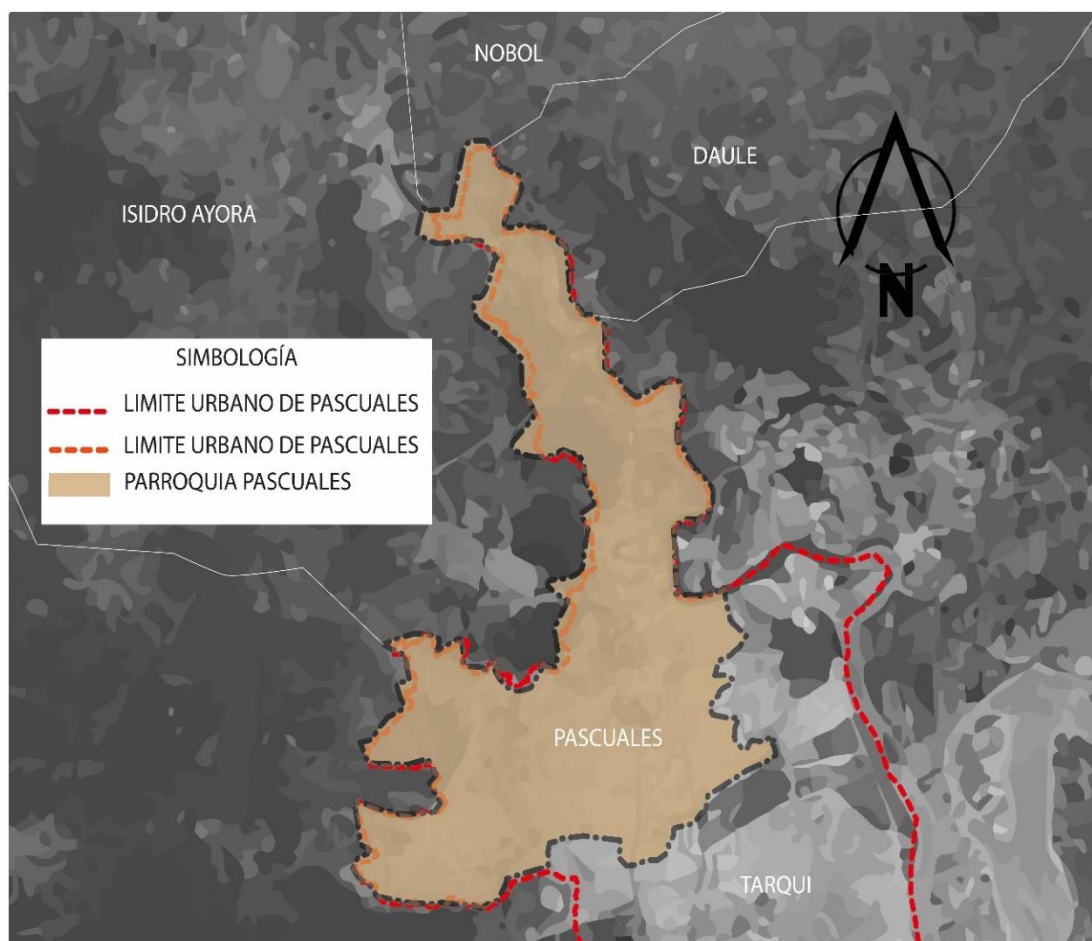 NOBOL
DAULE
ISIDRO AYORA
N
SIMBOLOGÍA
LIMITE URBANO DE PASCUALES
LIMITE URBANO DE PASCUALES
PARROQUIA PASCUALES
PASCUALES
TARQUI